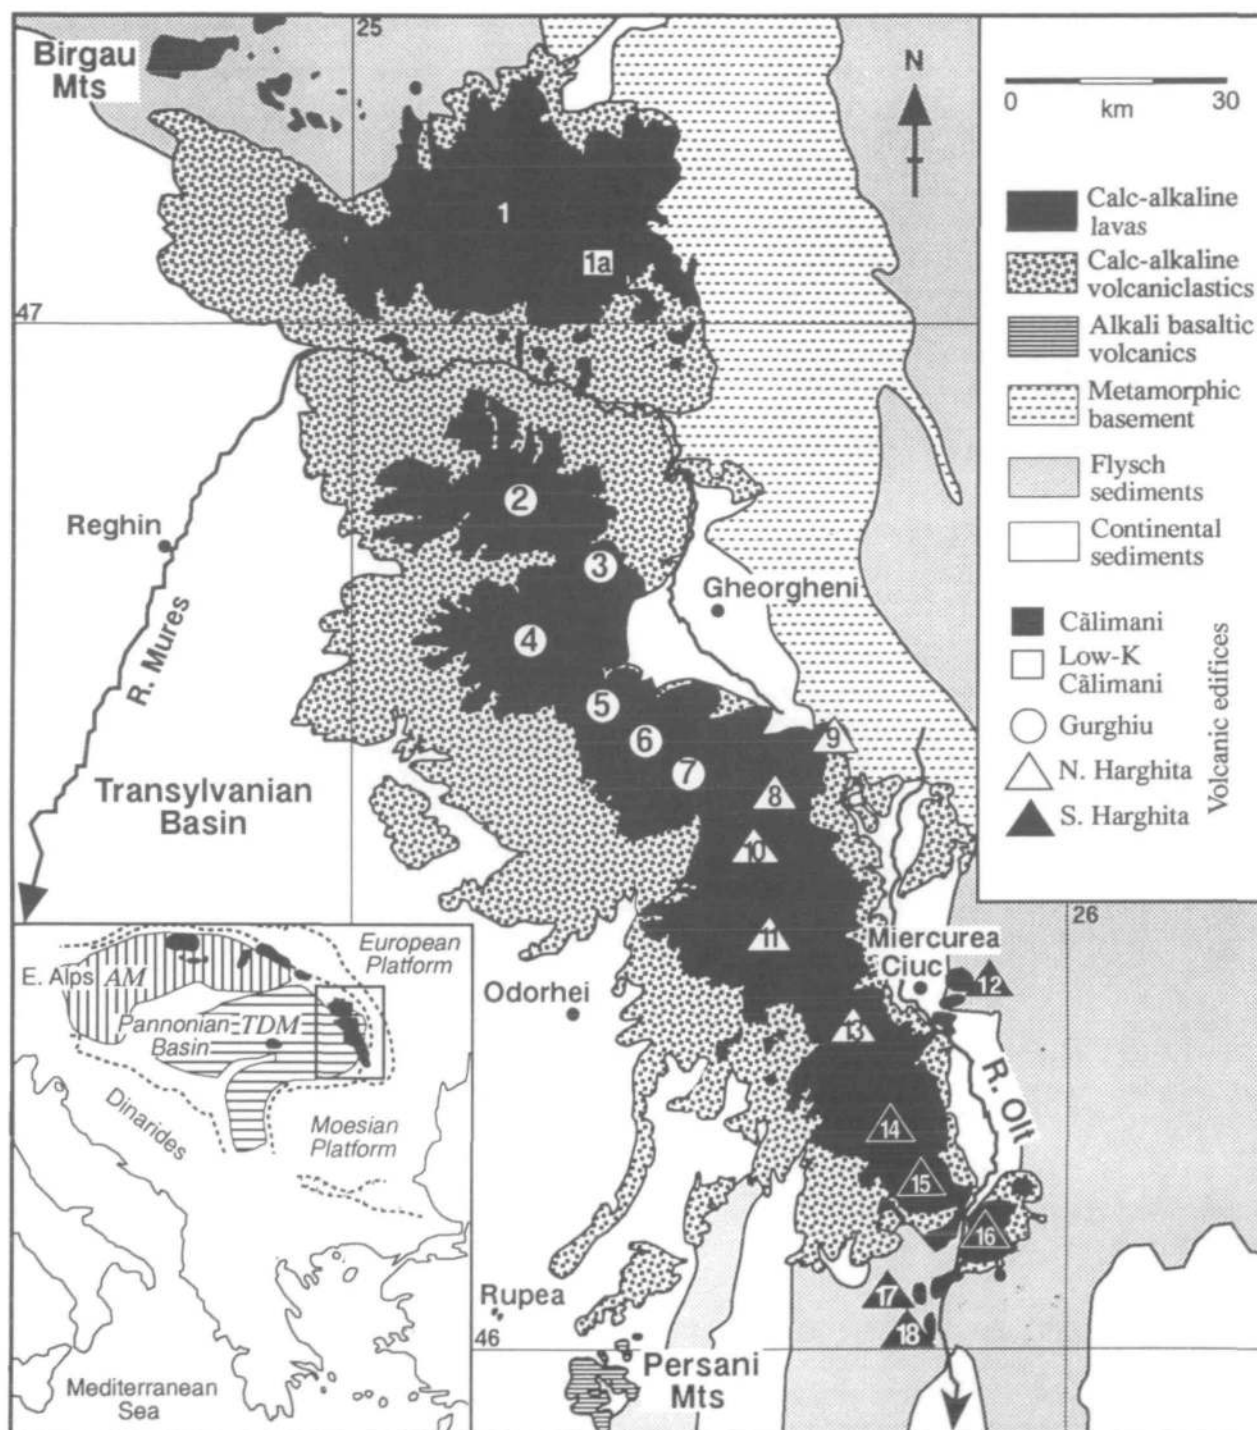 25
Birgau
Mts
N
0
30
km
1
1a
47
Calc-alkaline
lavas
Calc-alkaline
volcaniclastics
Alkali basaltic
volcanics
Metamorphic
basement
Flysch
sediments
Continental
sediments
2
Reghin
3
Gheorgheni
4
R. Mures
5
6
7
8
9
10
11
Transylvanian
Basin
Cãlimani
Low-K
Cãlimani
Gurghiu
N. Harghita
S. Harghita
Volcanic edifices
26
Miercurea
Ciuc
12
Odorhei
13
R. Olt
14
15
16
17
18
Rupea
46
Persani
Mts
E. Alps
AM
European
Platform
Pannonian
Basin
TDM
Dinarides
Moesian
Platform
Mediterranean
Sea